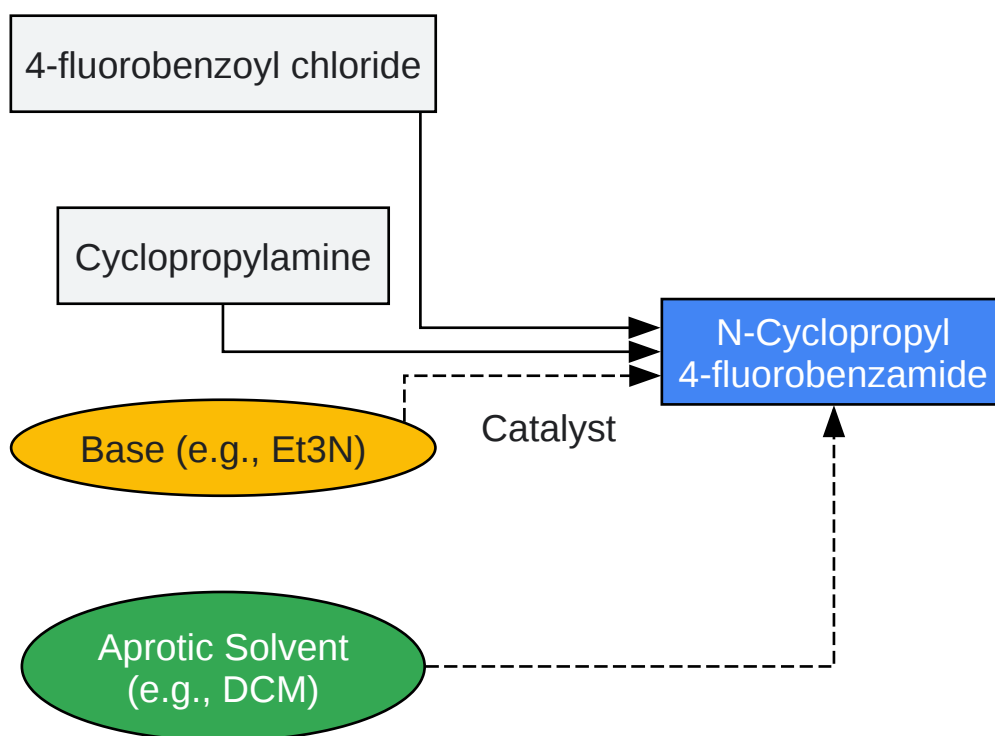 4-fluorobenzoyl chloride
Cyclopropylamine
N-Cyclopropyl
4-fluorobenzamide
Base (e.g., Et3N)
Catalyst
Aprotic Solvent
(e.g., DCM)